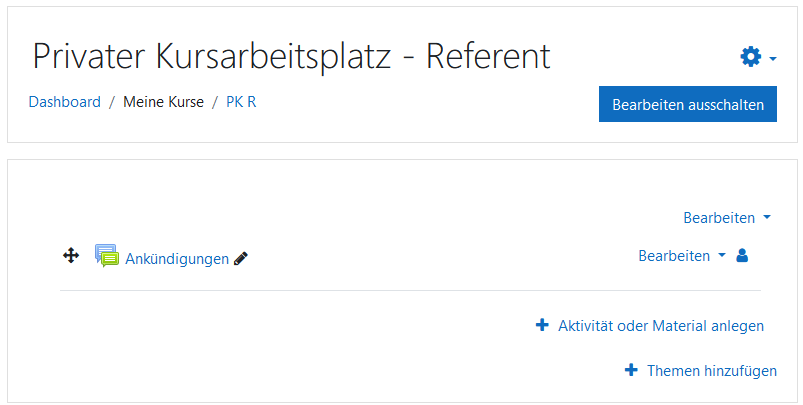 Privater Kursarbeitsplatz - Referent
Dashboard / Meine Kurse / PK R
Bearbeiten ausschalten
Bearbeiten
Ankündigungen Bearbeiten
Aktivität oder Material anlegen
Themen hinzufügen